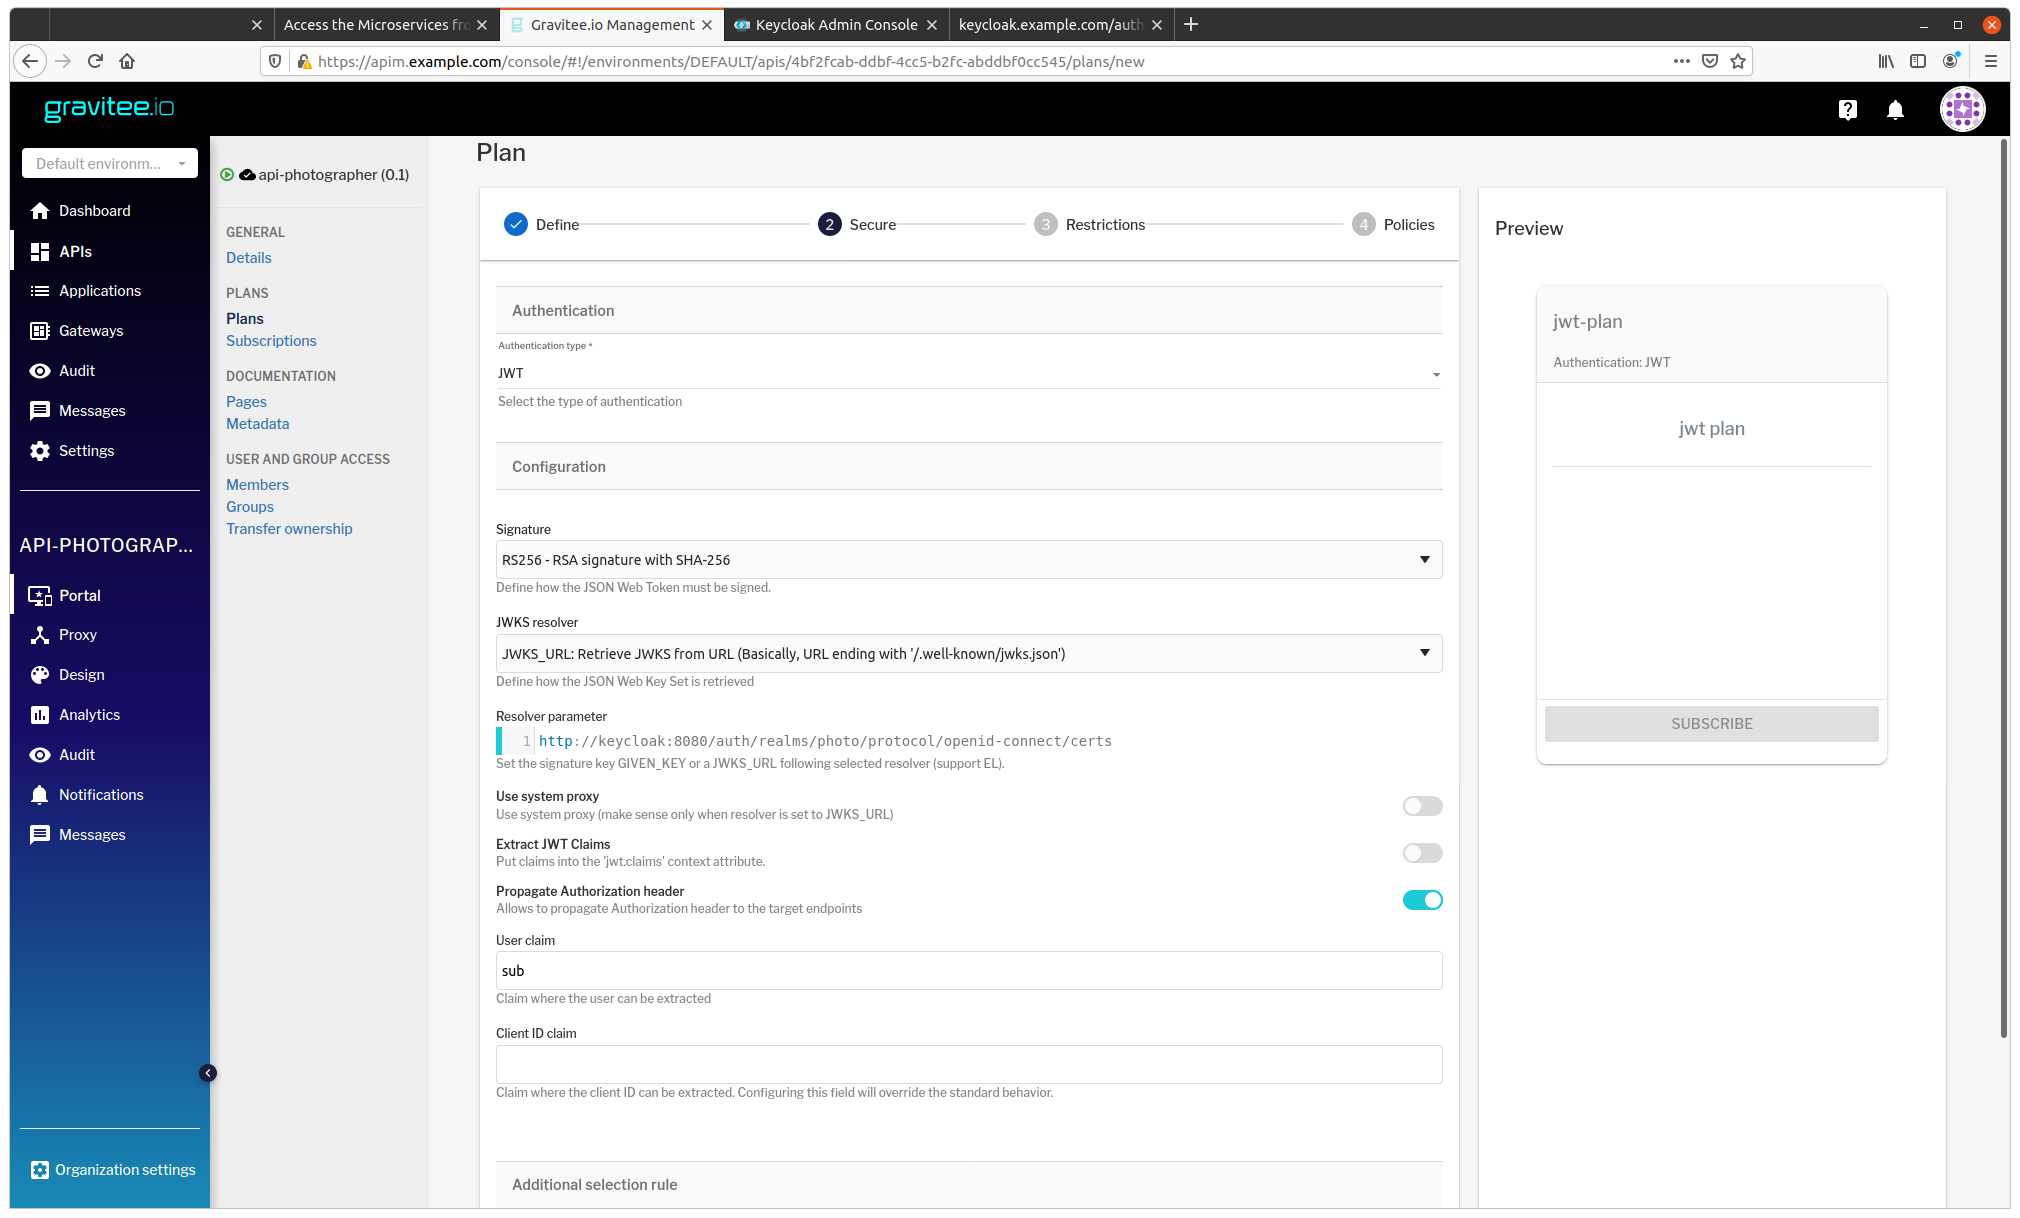 Access the Microservices fro
Gravitee.io Management
Keycloak Admin Console
keycloak.example.com/auth
https://apim.example.com/console/#!/environments/DEFAULT/apis/4bf2fcab-ddbf-4cc5-b2fc-abddbf0cc545/plans/new
gravitee.io
Default environm...
Dashboard
APIs
Applications
Gateways
Audit
Messages
Settings
API-PHOTOGRAP...
Portal
Proxy
Design
Analytics
Audit
Notifications
Messages
Organization settings
api-photographer (0.1)
GENERAL
Details
PLANS
Plans
Subscriptions
DOCUMENTATION
Pages
Metadata
USER AND GROUP ACCESS
Members
Groups
Transfer ownership
Plan
Define
2 Secure
3 Restrictions
4 Policies
Authentication
Authentication type *
JWT
Select the type of authentication
Configuration
Signature
RS256 - RSA signature with SHA-256
Define how the JSON Web Token must be signed.
JWKS resolver
JWKS_URL: Retrieve JWKS from URL (Basically, URL ending with '/.well-known/jwks.json')
Define how the JSON Web Key Set is retrieved
Resolver parameter
1 http://keycloak:8080/auth/realms/photo/protocol/openid-connect/certs
Set the signature key GIVEN_KEY or a JWKS_URL following selected resolver (support EL).
Use system proxy
Use system proxy (make sense only when resolver is set to JWKS_URL)
Extract JWT Claims
Put claims into the 'jwt.claims' context attribute.
Propagate Authorization header
Allows to propagate Authorization header to the target endpoints
User claim
sub
Claim where the user can be extracted
Client ID claim
Claim where the client ID can be extracted. Configuring this field will override the standard behavior.
Additional selection rule
Preview
jwt-plan
Authentication: JWT
jwt plan
SUBSCRIBE